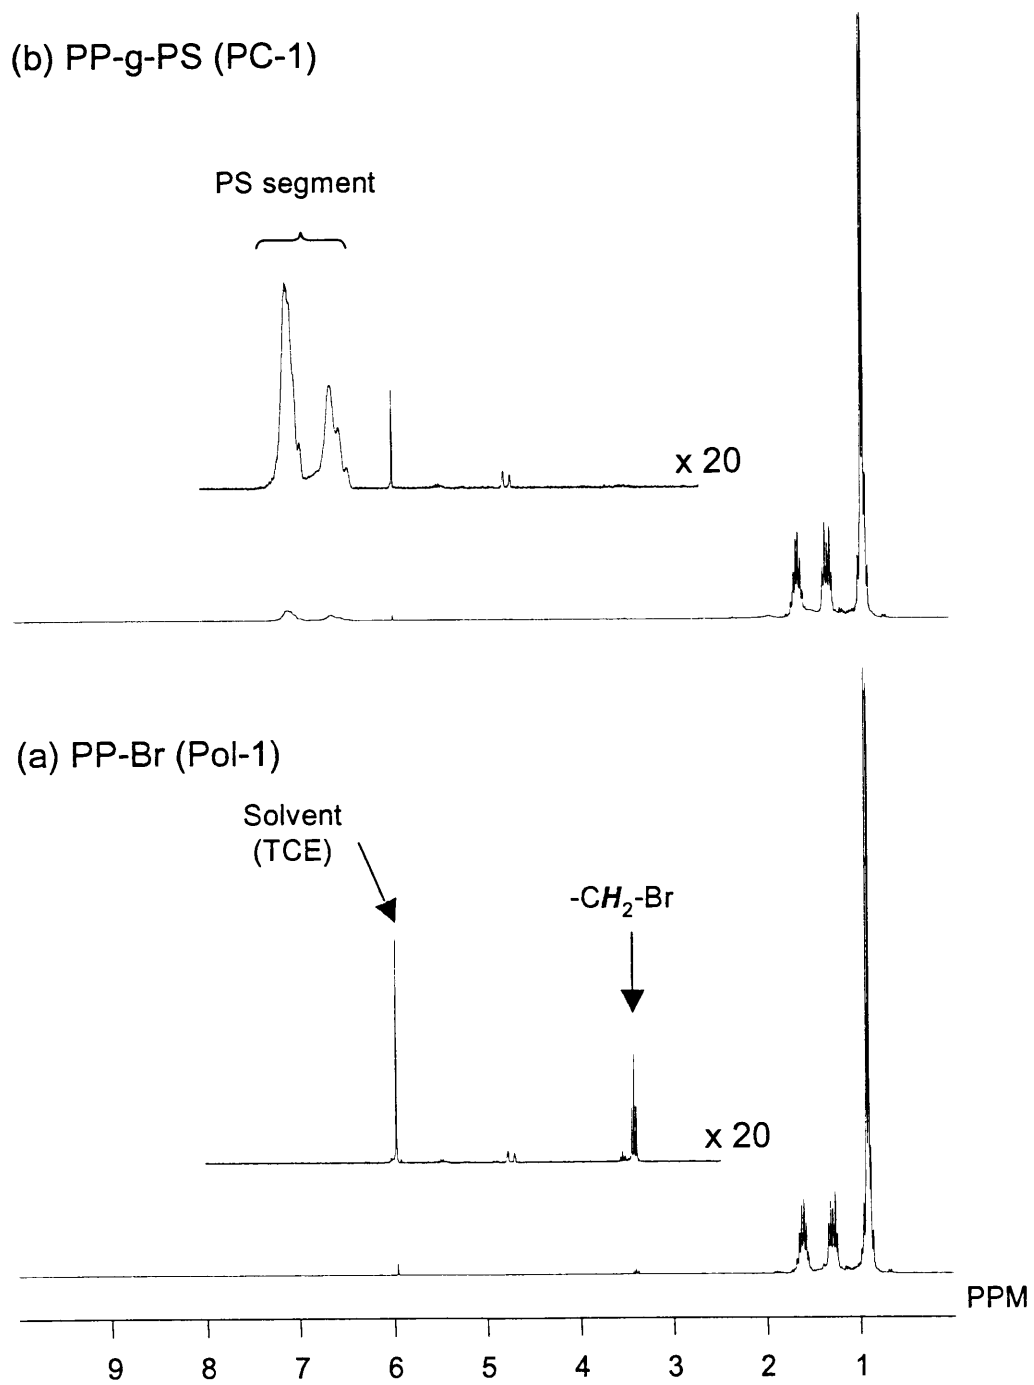 (b) PP-g-PS (PC-1)
PS segment
x 20
(a) PP-Br (Pol-1)
Solvent
(TCE)
-CH₂-Br
x 20
PPM
9 8 7 6 5 4 3 2 1